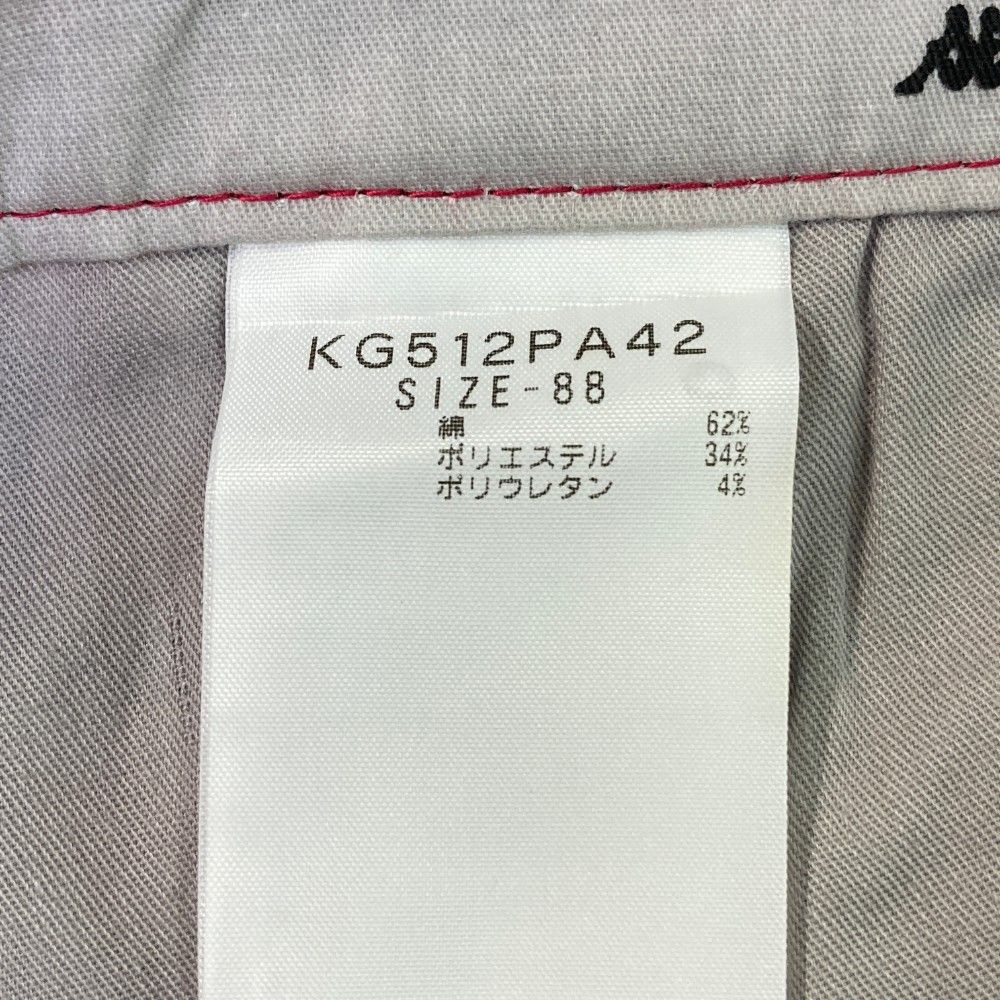 KG512PA42
SIZE-88
綿 62%
ポリエステル 34%
ポリウレタン 4%